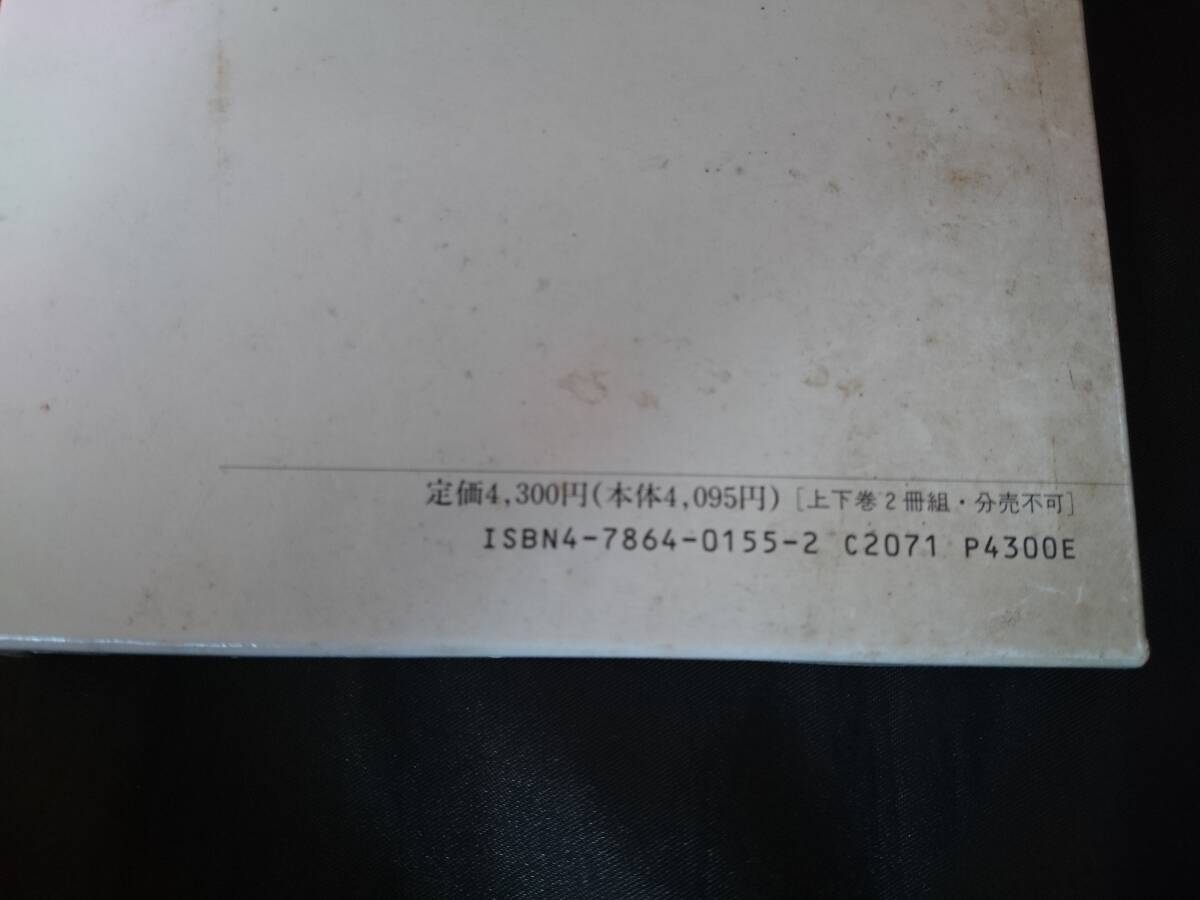 定価4,300円(本体4,095円) [上下巻2冊組・分売不可]
ISBN4-7864-0155-2 C2071 P4300E